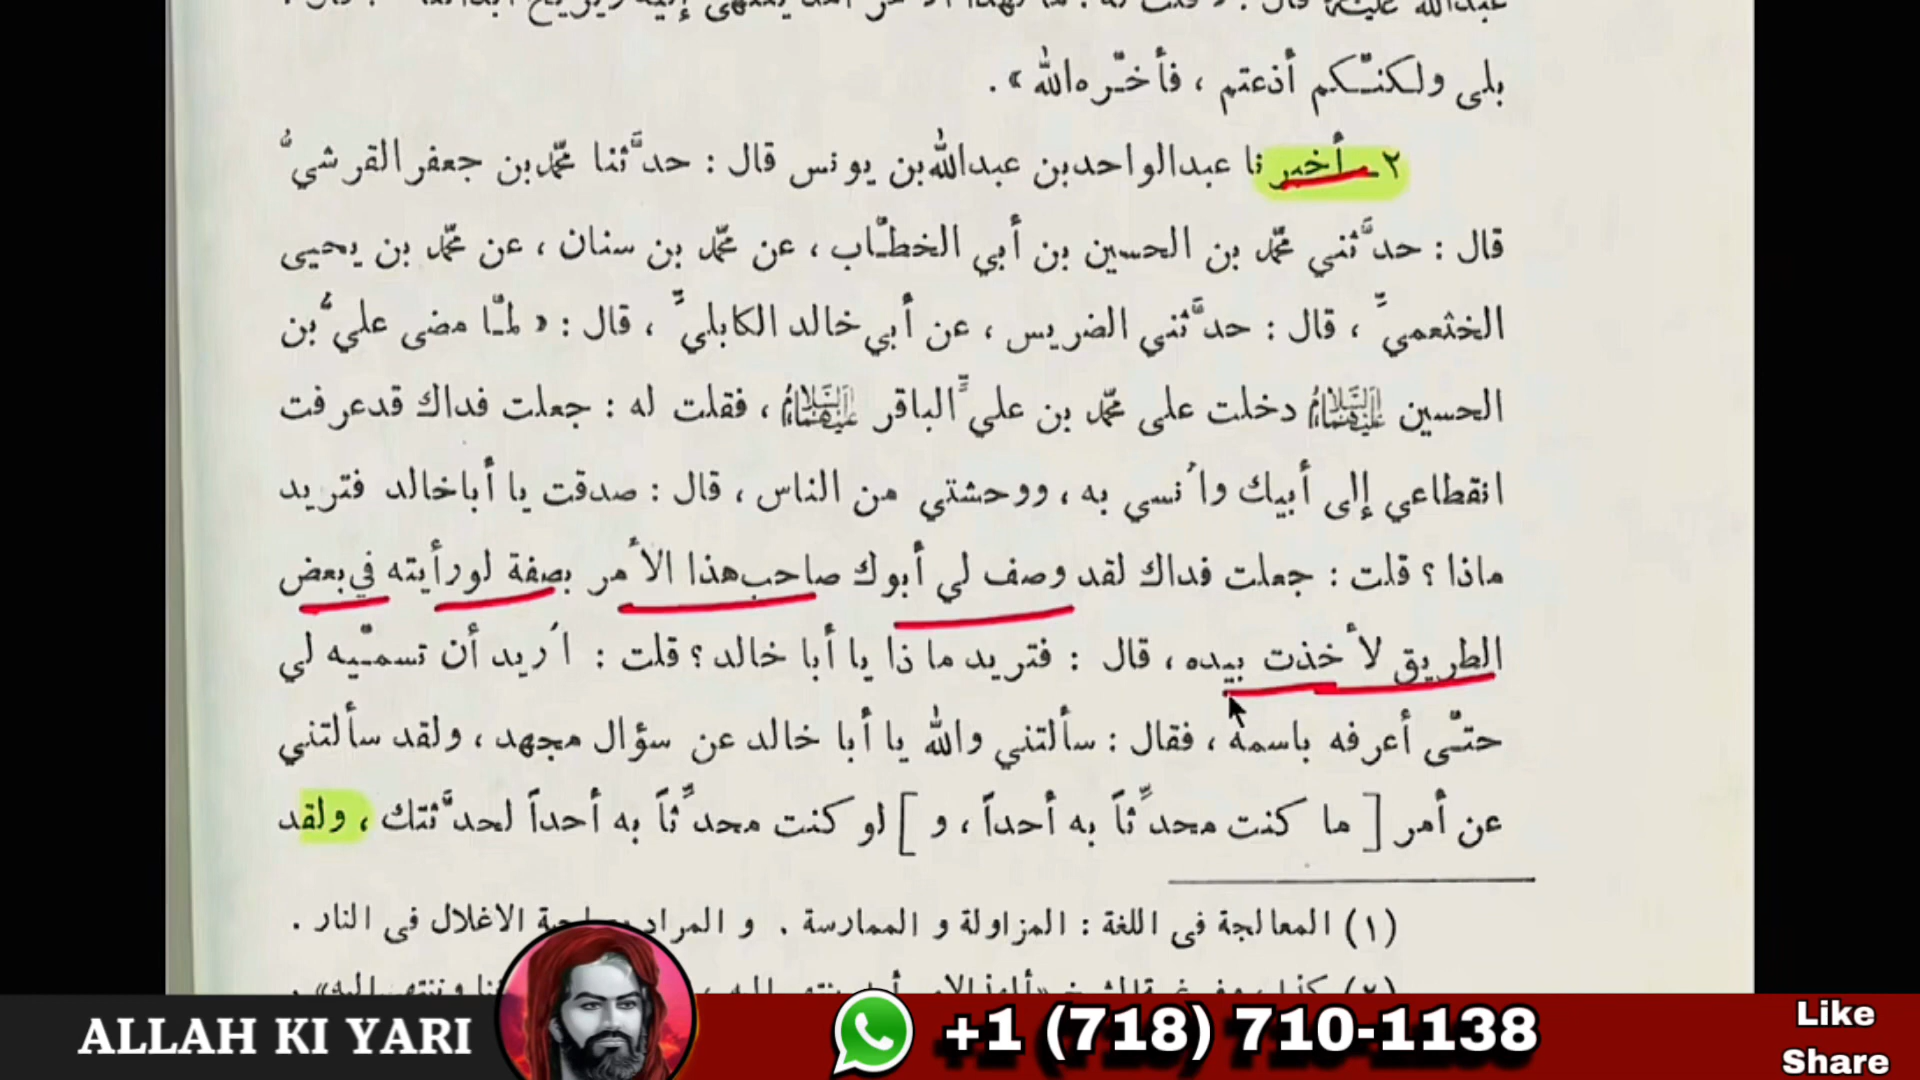 بلى ولكنّكم أذعتم ، فأخّره الله » .
٢ ـ أخبرنا عبدالواحد بن عبدالله بن يونس قال : حدَّثنا محمّد بن جعفر القرشيُّ
قال : حدَّثني محمّد بن الحسين بن أبي الخطّاب ، عن محمّد بن سنان ، عن محمّد بن يحيى
الخثعميِّ ، قال : حدَّثني الضريس ، عن أبي خالد الكابليِّ ، قال : « لمّا مضى عليُّ بن
الحسين عليهما السلام دخلت على محمّد بن عليٍّ الباقر عليهما السلام ، فقلت له : جعلت فداك قد عرفت
انقطاعي إلى أبيك واُنسي به ، ووحشتي من الناس ، قال : صدقت يا أبا خالد فتريد
ماذا ؟ قلت : جعلت فداك لقد وصف لي أبوك صاحب هذا الأمر بصفة لو رأيته في بعض
الطريق لأخذت بيده ، قال : فتريد ماذا يا أبا خالد ؟ قلت : اُريد أن تسمّيه لي
حتّى أعرفه باسمه ، فقال : سألتني والله يا أبا خالد عن سؤال مجهد ، ولقد سألتني
عن أمر [ ما كنت محدِّثاً به أحداً ، و ] لو كنت محدِّثاً به أحداً لحدَّثتك ، ولقد
(١) المعالجة فى اللغة : المزاولة و الممارسة . و المراد الاغلال فى النار .
ALLAH KI YARI
+1 (718) 710-1138
Like
Share